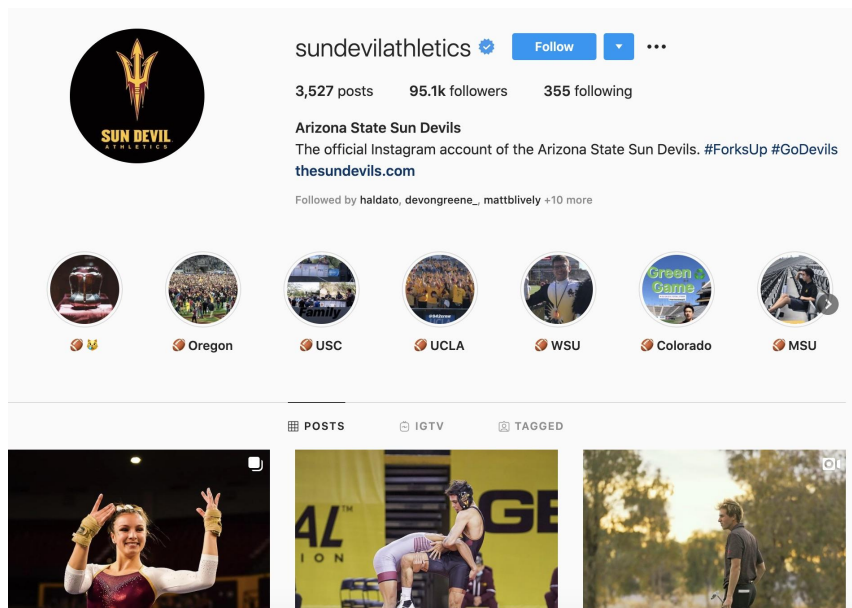 sundevilathletics
Follow
3,527 posts 95.1k followers 355 following
Arizona State Sun Devils
The official Instagram account of the Arizona State Sun Devils. #ForksUp #GoDevils
thesundevils.com
Followed by haldato, devongreene_, mattblively +10 more
SUN DEVIL
ATHLETICS
Family
UCLA
Green
Game
🏈😿
🏈 Oregon
🏈 USC
🏈 UCLA
🏈 WSU
🏈 Colorado
🏈 MSU
POSTS
IGTV
TAGGED
AL™
ION
GE